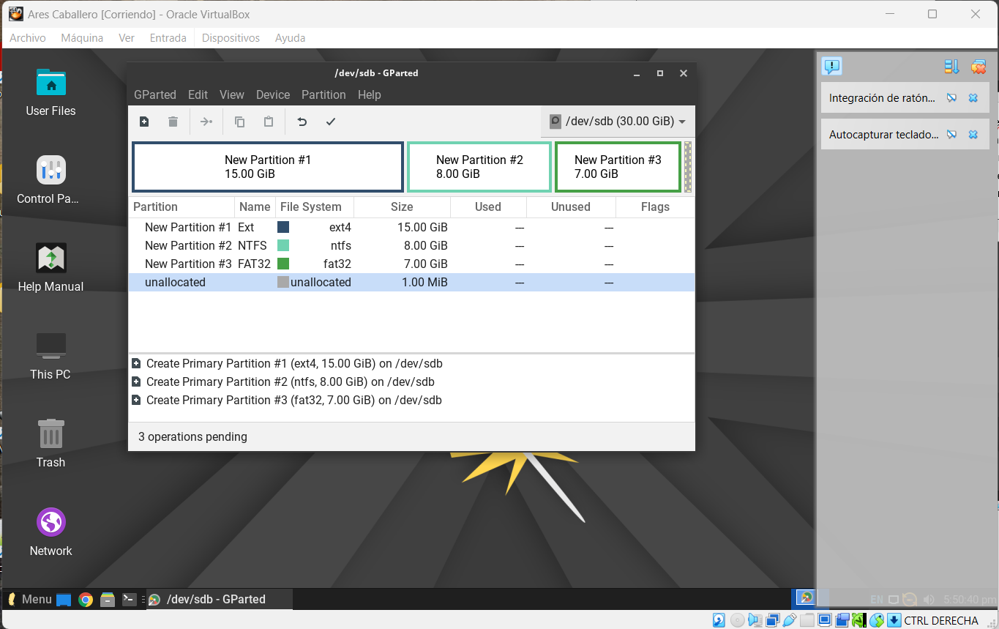 Ares Caballero [Corriendo] - Oracle VirtualBox
Archivo Máquina Ver Entrada Dispositivos Ayuda
User Files
Control Pa...
Help Manual
This PC
Trash
Network
/dev/sdb - GParted
GParted Edit View Device Partition Help
/dev/sdb (30.00 GiB)
New Partition #1
15.00 GiB
New Partition #2
8.00 GiB
New Partition #3
7.00 GiB
Partition Name File System Size Used Unused Flags
New Partition #1 Ext ext4 15.00 GiB --- ---
New Partition #2 NTFS ntfs 8.00 GiB --- ---
New Partition #3 FAT32 fat32 7.00 GiB --- ---
unallocated unallocated 1.00 MiB --- ---
Create Primary Partition #1 (ext4, 15.00 GiB) on /dev/sdb
Create Primary Partition #2 (ntfs, 8.00 GiB) on /dev/sdb
Create Primary Partition #3 (fat32, 7.00 GiB) on /dev/sdb
3 operations pending
Integración de ratón...
Autocapturar teclado...
Menu
/dev/sdb - GParted
EN 5:50:40 pm
CTRL DERECHA